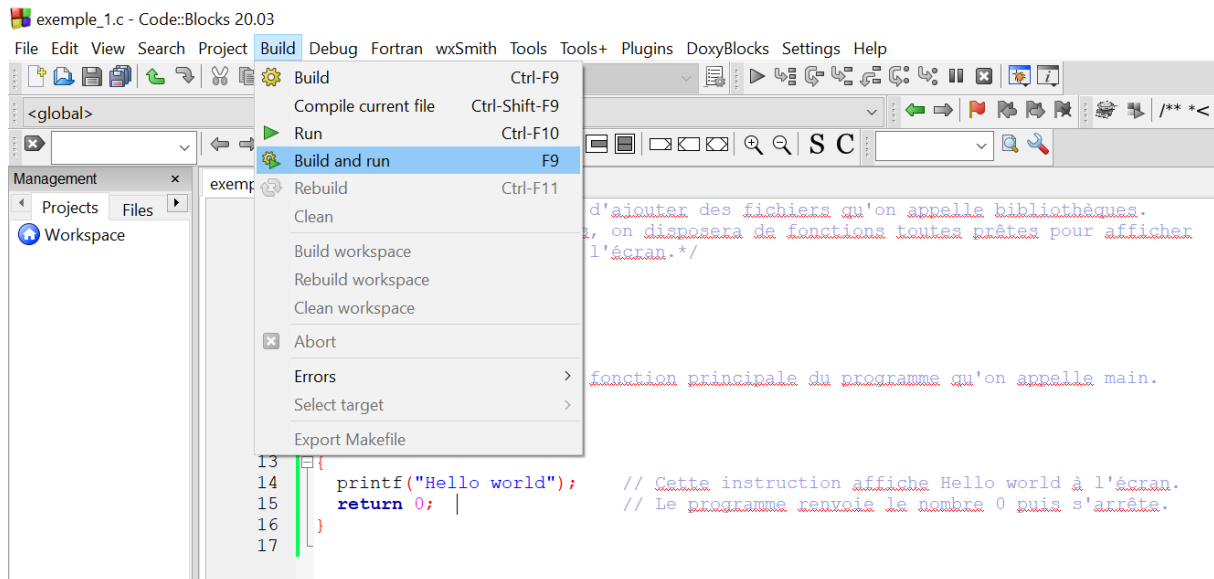 exemple_1.c - Code::Blocks 20.03
File Edit View Search Project Build Debug Fortran wxSmith Tools Tools+ Plugins DoxyBlocks Settings Help
Build Ctrl-F9
Compile current file Ctrl-Shift-F9
<global>
/** *<
Run Ctrl-F10
S C
Build and run F9
Management ×
exemp
Rebuild Ctrl-F11
Projects Files
Clean
d'ajouter des fichiers qu'on appelle bibliothèques.
Workspace
, on disposera de fonctions toutes prêtes pour afficher
Build workspace
l'écran.*/
Rebuild workspace
Clean workspace
Abort
Errors
fonction principale du programme qu'on appelle main.
Select target
Export Makefile
13 {
14 printf("Hello world"); // Cette instruction affiche Hello world à l'écran.
15 return 0; // Le programme renvoie le nombre 0 puis s'arrête.
16 }
17